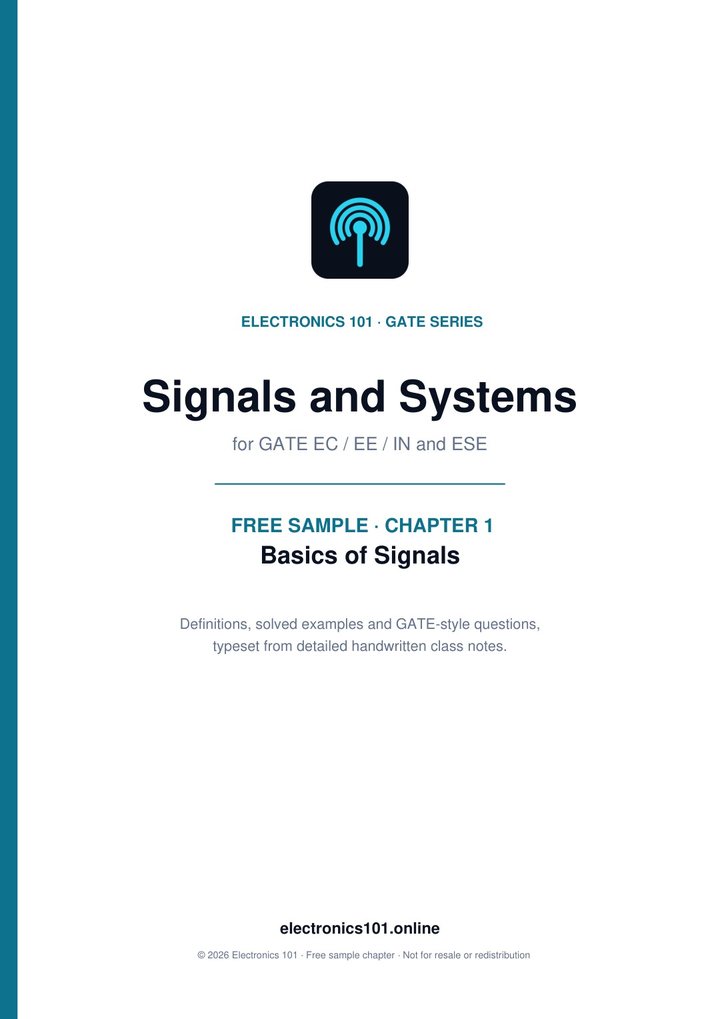 ELECTRONICS 101 · GATE SERIES
Signals and Systems
for GATE EC / EE / IN and ESE
FREE SAMPLE · CHAPTER 1
Basics of Signals
Definitions, solved examples and GATE-style questions,
typeset from detailed handwritten class notes.
electronics101.online
© 2026 Electronics 101 · Free sample chapter · Not for resale or redistribution